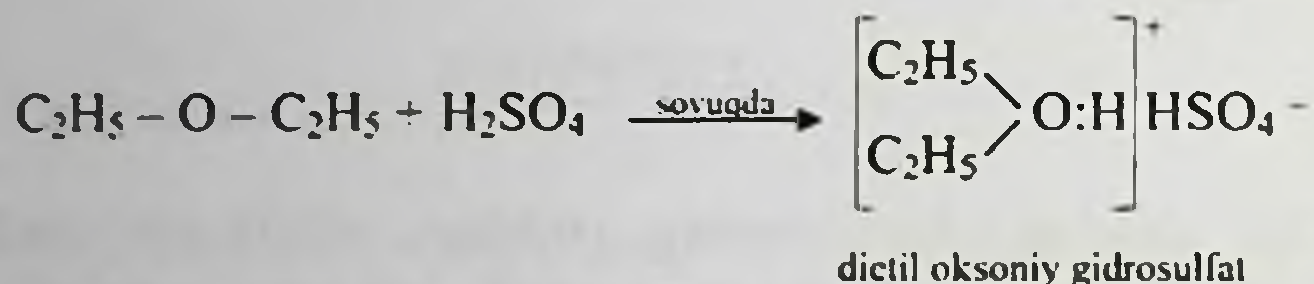 sovuqda
C₂H₅ – O – C₂H₅ + H₂SO₄ → [C₂H₅ C₂H₅ O:H]⁺ HSO₄⁻
dietil oksoniy gidrosulfat